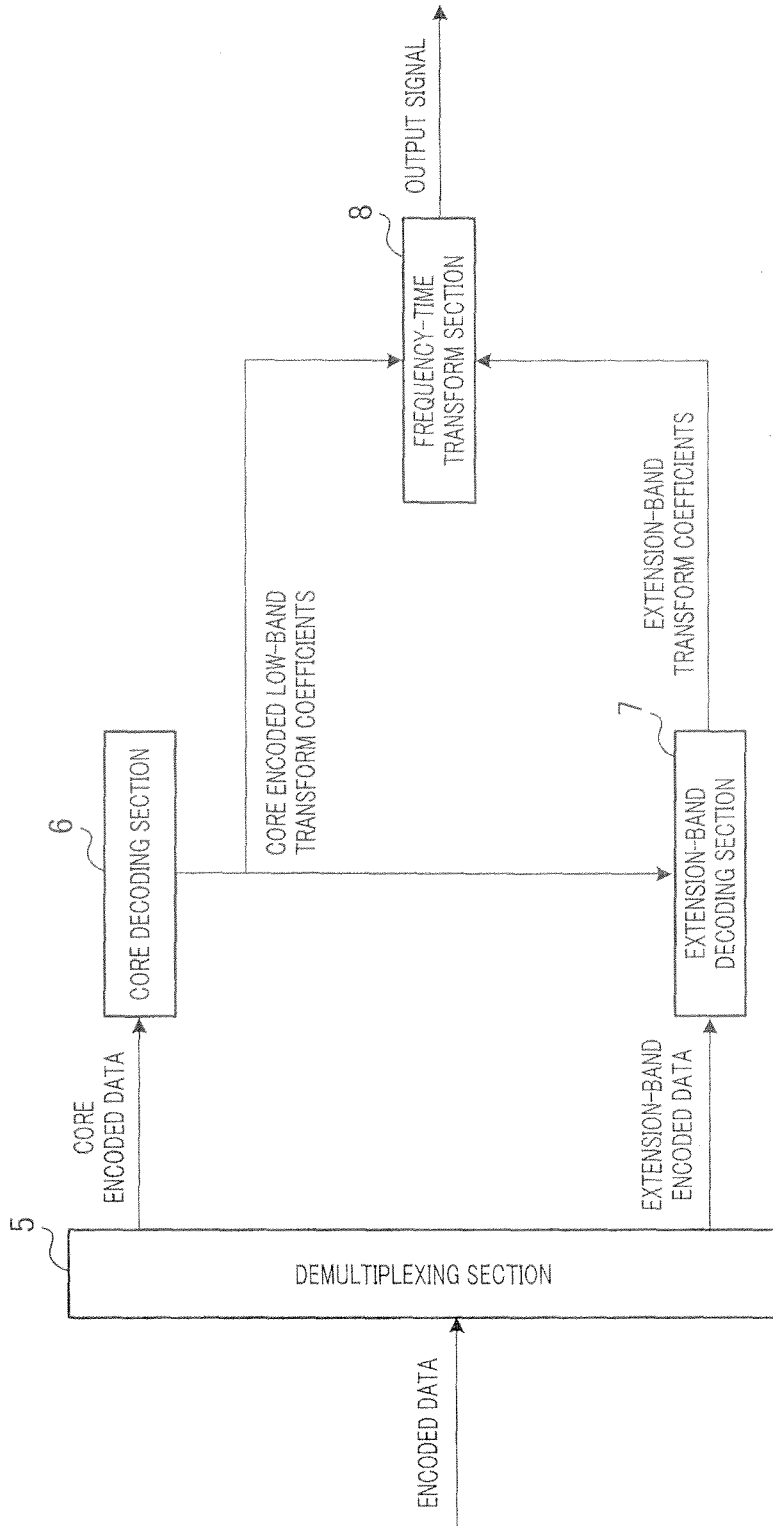 ENCODED DATA
5
DEMULTIPLEXING SECTION
CORE
ENCODED DATA
EXTENSION-BAND
ENCODED DATA
6
CORE DECODING SECTION
CORE ENCODED LOW-BAND
TRANSFORM COEFFICIENTS
7
EXTENSION-BAND
DECODING SECTION
EXTENSION-BAND
TRANSFORM COEFFICIENTS
8
FREQUENCY-TIME
TRANSFORM SECTION
OUTPUT SIGNAL